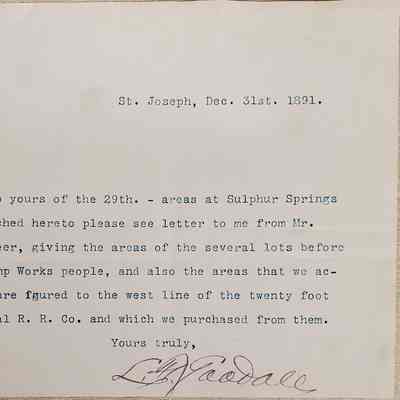 St. Joseph, Dec. 31st. 1891.
yours of the 29th. - areas at Sulphur Springs
ched hereto please see letter to me from Mr.
eer, giving the areas of the several lots before
mp Works people, and also the areas that we ac-
are fgured to the west line of the twenty foot
al R. R. Co. and which we purchased from them.
Yours truly,
Goodale